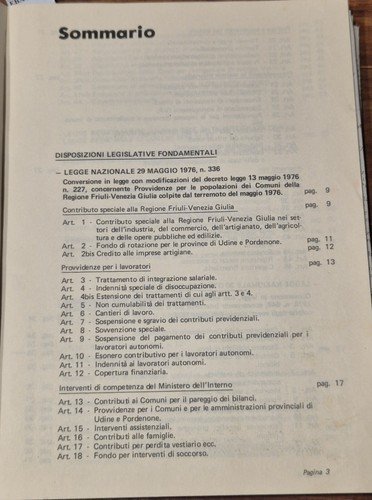 Sommario
DISPOSIZIONI LEGISLATIVE FONDAMENTALI
— LEGGE NAZIONALE 29 MAGGIO 1976, n. 336
Conversione in legge con modificazioni del decreto legge 13 maggio 1976
n. 227, concernente Provvidenze per le popolazioni dei Comuni della
Regione Friuli-Venezia Giulia colpite dal terremoto del maggio 1976. pag. 9
Contributo speciale alla Regione Friuli-Venezia Giulia pag. 9
Art. 1 - Contributo speciale alla Regione Friuli-Venezia Giulia nei set-
tori dell'industria, del commercio, dell'artigianato, dell'agricol-
tura e delle opere pubbliche ed edilizie. pag. 11
Art. 2 - Fondo di rotazione per le province di Udine e Pordenone. pag. 12
Art. 2bis Credito alle imprese artigiane.
Provvidenze per i lavoratori pag. 13
Art. 3 - Trattamento di integrazione salariale.
Art. 4 - Indennità speciale di disoccupazione.
Art. 4bis Estensione dei trattamenti di cui agli artt. 3 e 4.
Art. 5 - Non cumulabilità dei trattamenti.
Art. 6 - Cantieri di lavoro.
Art. 7 - Sospensione e sgravio dei contributi previdenziali.
Art. 8 - Sovvenzione speciale.
Art. 9 - Sospensione del pagamento dei contributi previdenziali per i
lavoratori autonomi.
Art. 10 - Esonero contributivo per i lavoratori autonomi.
Art. 11 - Indennità ai lavoratori autonomi.
Art. 12 - Copertura finanziaria.
Interventi di competenza del Ministero dell'Interno pag. 17
Art. 13 - Contributi ai Comuni per il pareggio dei bilanci.
Art. 14 - Provvidenze per i Comuni e per le amministrazioni provinciali di
Udine e Pordenone.
Art. 15 - Interventi assistenziali.
Art. 16 - Contributi alle famiglie.
Art. 17 - Contributi per perdita vestiario ecc.
Art. 18 - Fondo per interventi di soccorso.
Pagina 3